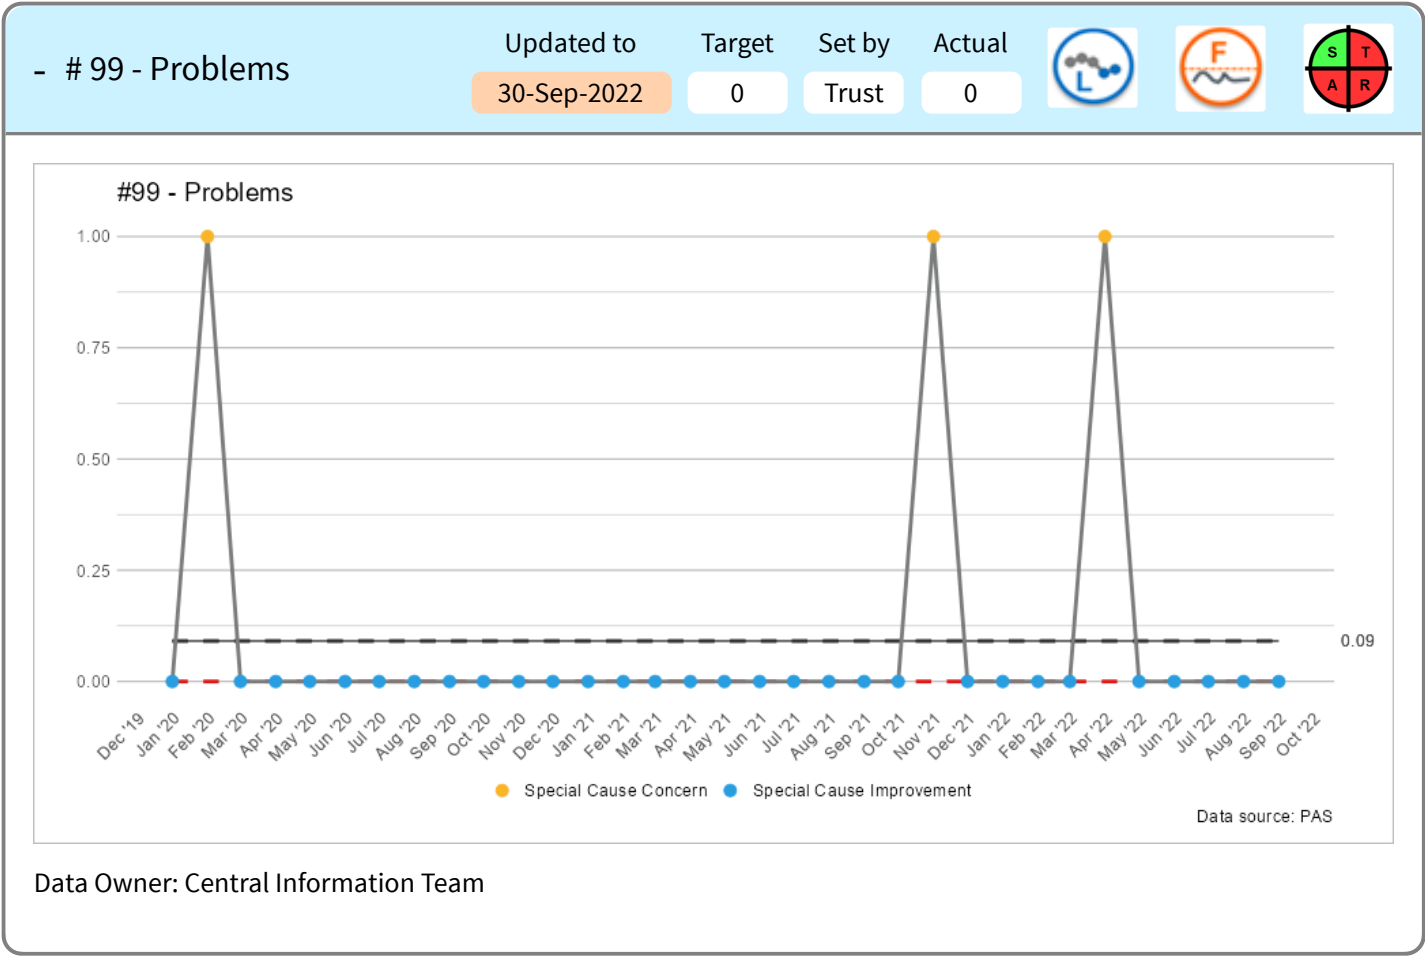 - # 99 - Problems
Updated to Target Set by Actual
30-Sep-2022 0 Trust 0
L
F
S T
A R
#99 - Problems
1.00
0.75
0.50
0.25
0.09
0.00
Dec '19 Jan '20 Feb '20 Mar '20 Apr '20 May '20 Jun '20 Jul '20 Aug '20 Sep '20 Oct '20 Nov '20 Dec '20 Jan '21 Feb '21 Mar '21 Apr '21 May '21 Jun '21 Jul '21 Aug '21 Sep '21 Oct '21 Nov '21 Dec '21 Jan '22 Feb '22 Mar '22 Apr '22 May '22 Jun '22 Jul '22 Aug '22 Sep '22 Oct '22
Special Cause Concern Special Cause Improvement
Data source: PAS
Data Owner: Central Information Team